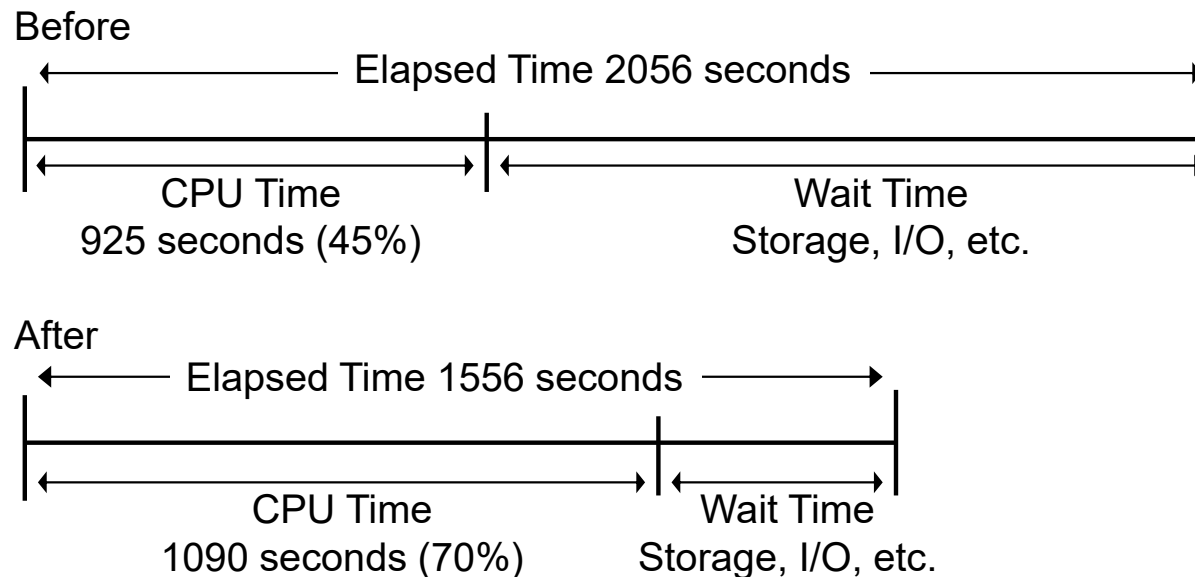 Before
Elapsed Time 2056 seconds
CPU Time
925 seconds (45%)
Wait Time
Storage, I/O, etc.
After
Elapsed Time 1556 seconds
CPU Time
1090 seconds (70%)
Wait Time
Storage, I/O, etc.